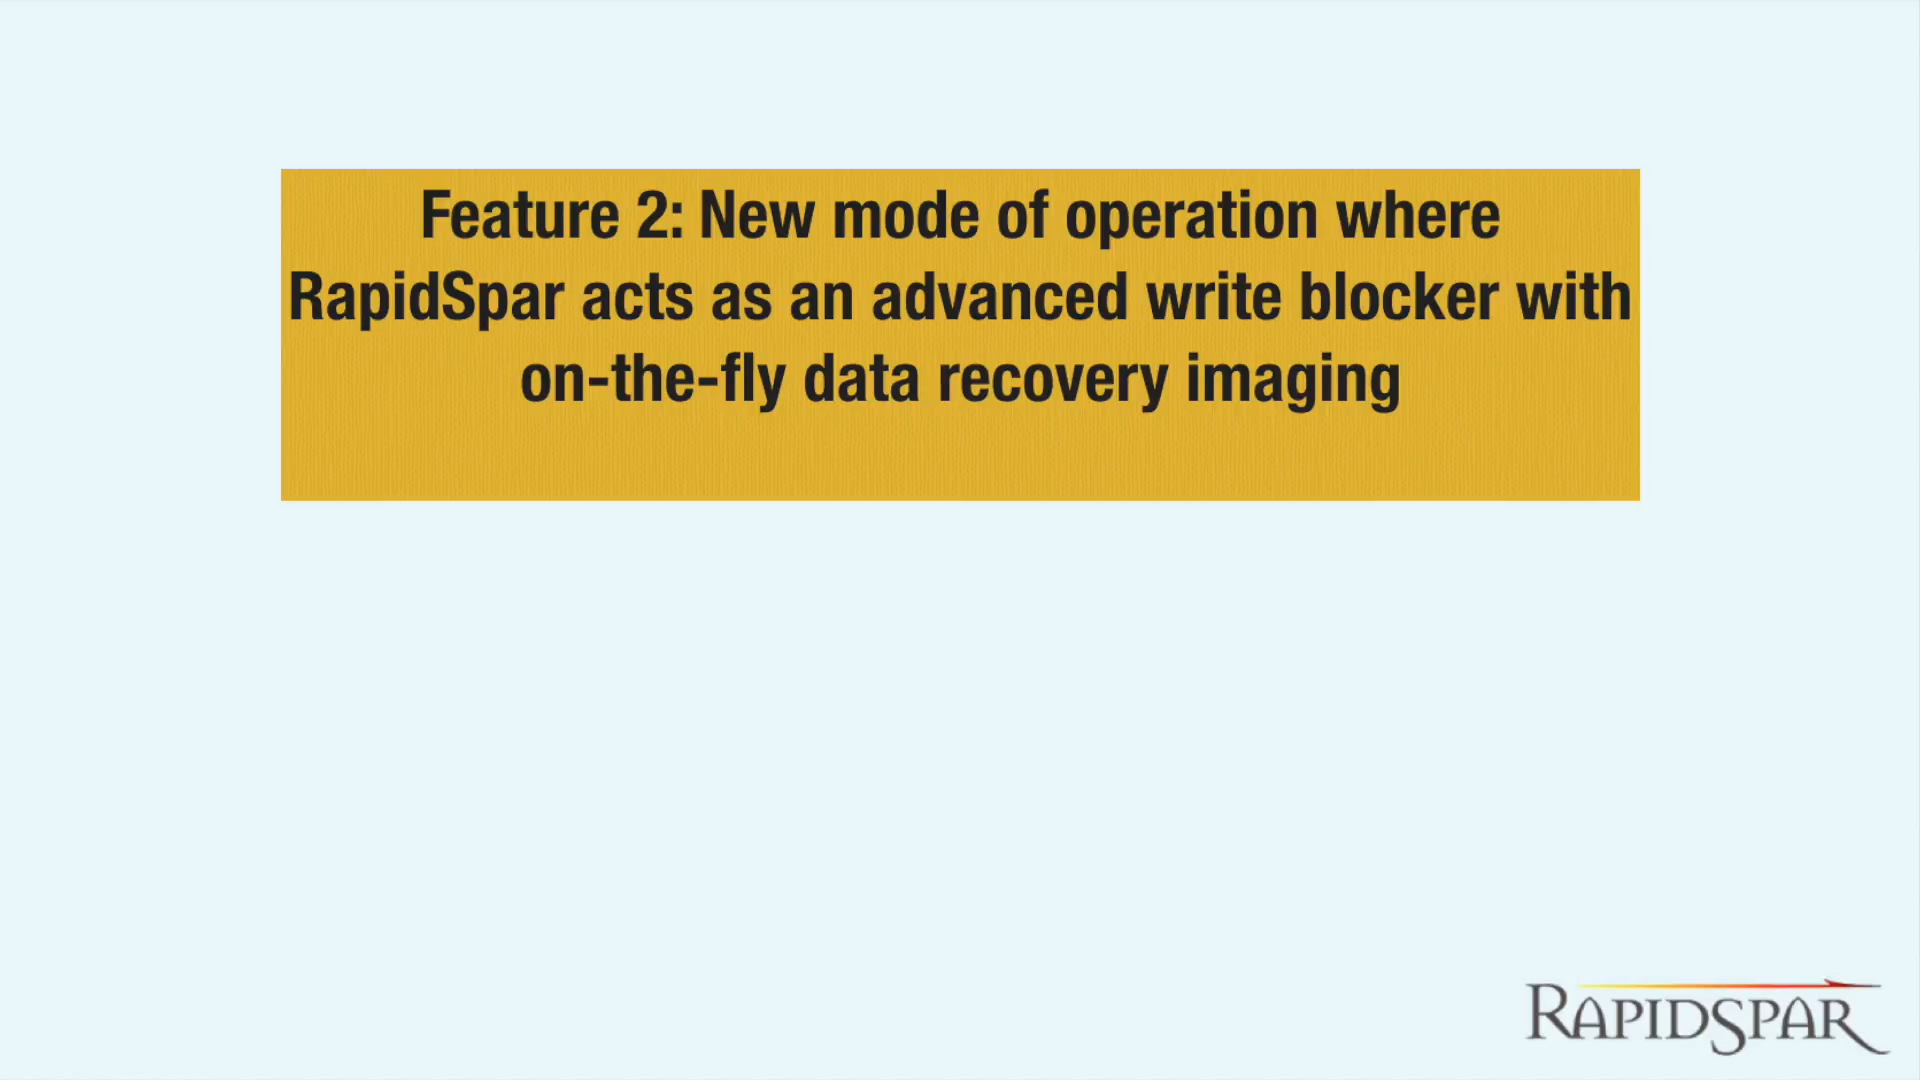 Feature 2: New mode of operation where
RapidSpar acts as an advanced write blocker with
on-the-fly data recovery imaging
RAPIDSPAR